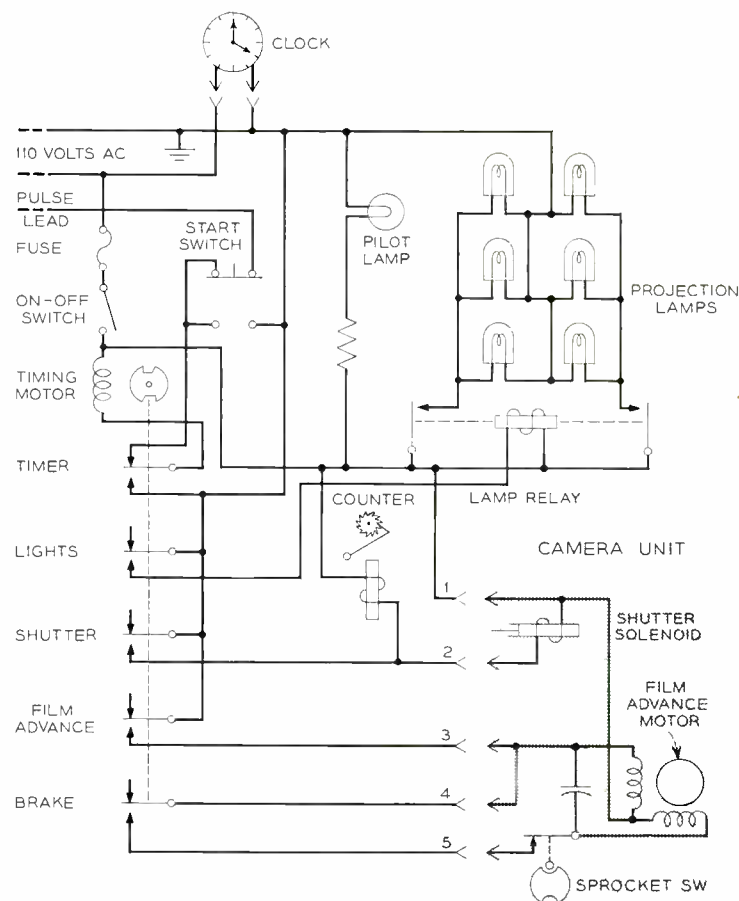 CLOCK
110 VOLTS AC
PULSE
LEAD
FUSE
START
SWITCH
PILOT
LAMP
ON-OFF
SWITCH
PROJECTION
LAMPS
TIMING
MOTOR
TIMER
COUNTER
LAMP RELAY
LIGHTS
CAMERA UNIT
1
SHUTTER
SOLENOID
SHUTTER
2
FILM
ADVANCE
MOTOR
FILM
ADVANCE
3
BRAKE
4
5
SPROCKET SW